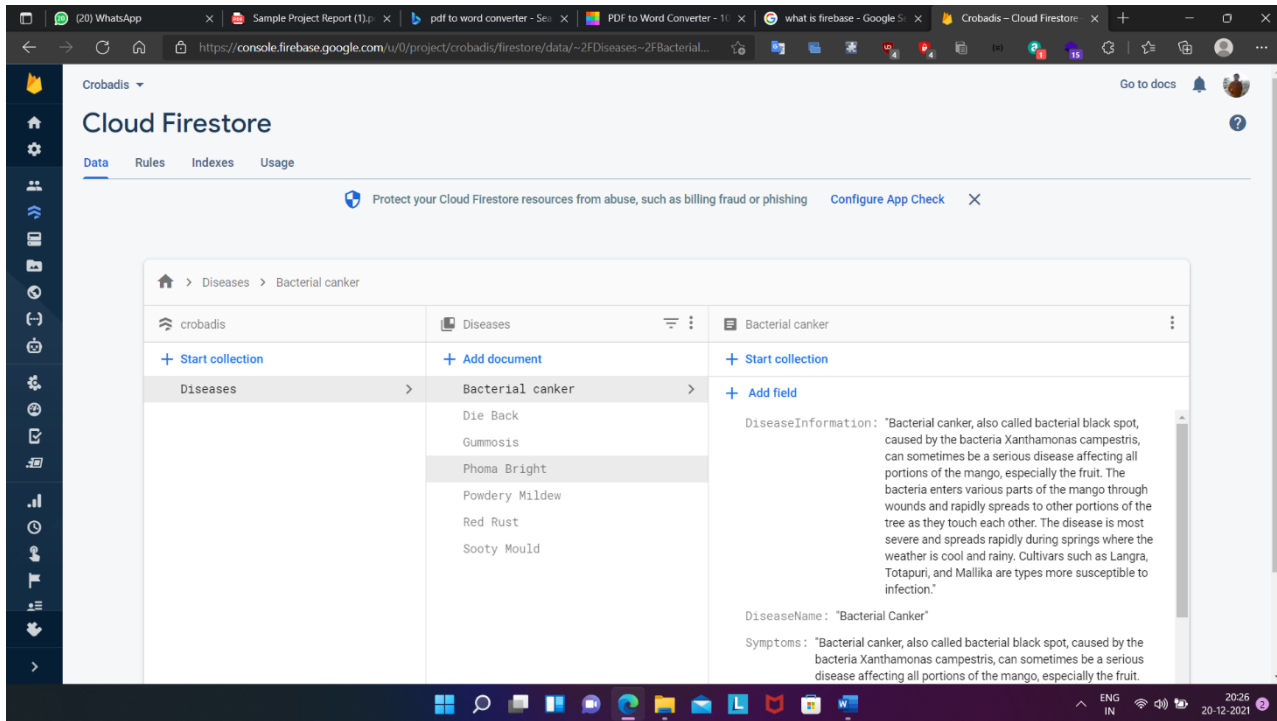 (20) WhatsApp
Sample Project Report (1).p
pdf to word converter - Sea
PDF to Word Converter - 10
what is firebase - Google Se
Crobadis – Cloud Firestore
https://console.firebase.google.com/u/0/project/crobadis/firestore/data/~2FDiseases~2FBacterial...
4
4
1
15
Crobadis
Go to docs
Cloud Firestore
Data Rules Indexes Usage
Protect your Cloud Firestore resources from abuse, such as billing fraud or phishing Configure App Check
> Diseases > Bacterial canker
crobadis
Diseases
Bacterial canker
+ Start collection
+ Add document
+ Start collection
Diseases
Bacterial canker
Die Back
Gummosis
Phoma Bright
Powdery Mildew
Red Rust
Sooty Mould
+ Add field
DiseaseInformation: "Bacterial canker, also called bacterial black spot,
caused by the bacteria Xanthamonas campestris,
can sometimes be a serious disease affecting all
portions of the mango, especially the fruit. The
bacteria enters various parts of the mango through
wounds and rapidly spreads to other portions of the
tree as they touch each other. The disease is most
severe and spreads rapidly during springs where the
weather is cool and rainy. Cultivars such as Langra,
Totapuri, and Mallika are types more susceptible to
infection."
DiseaseName: "Bacterial Canker"
Symptoms: "Bacterial canker, also called bacterial black spot, caused by the
bacteria Xanthamonas campestris, can sometimes be a serious
disease affecting all portions of the mango, especially the fruit.
ENG
IN
20:26
20-12-2021
2